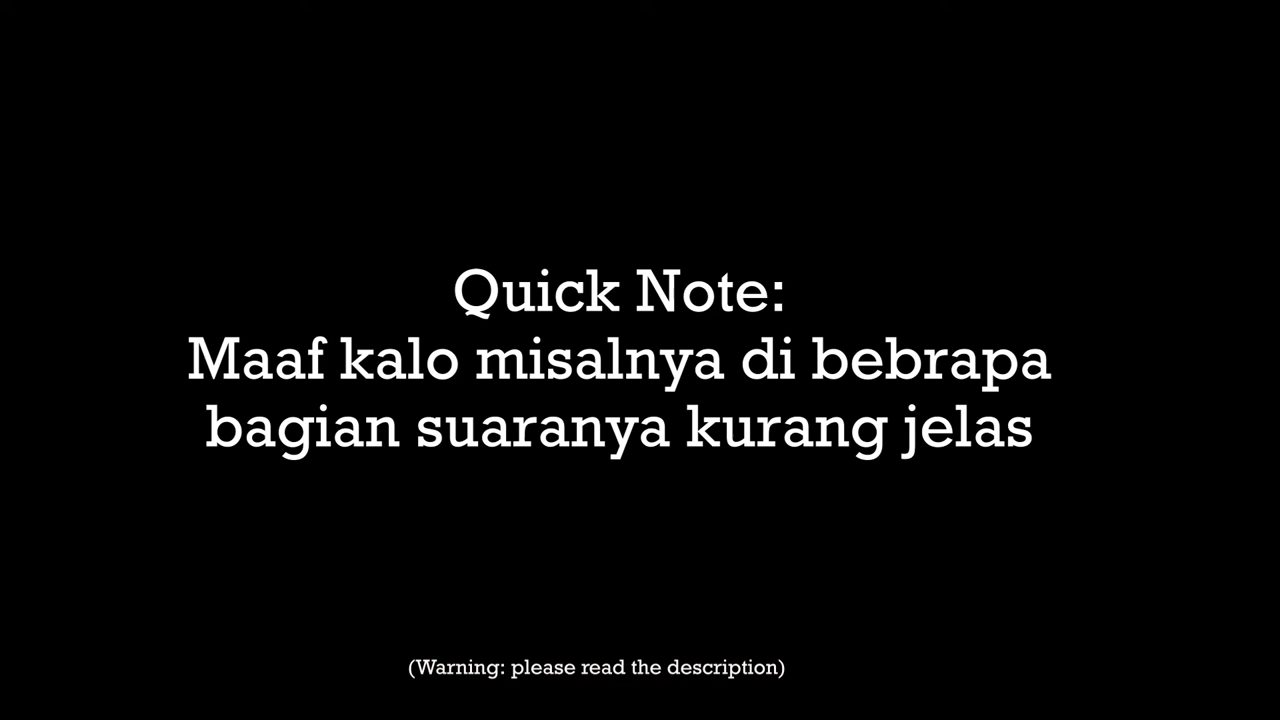 Quick Note:
Maaf kalo misalnya di bebrapa
bagian suaranya kurang jelas
(Warning: please read the description)